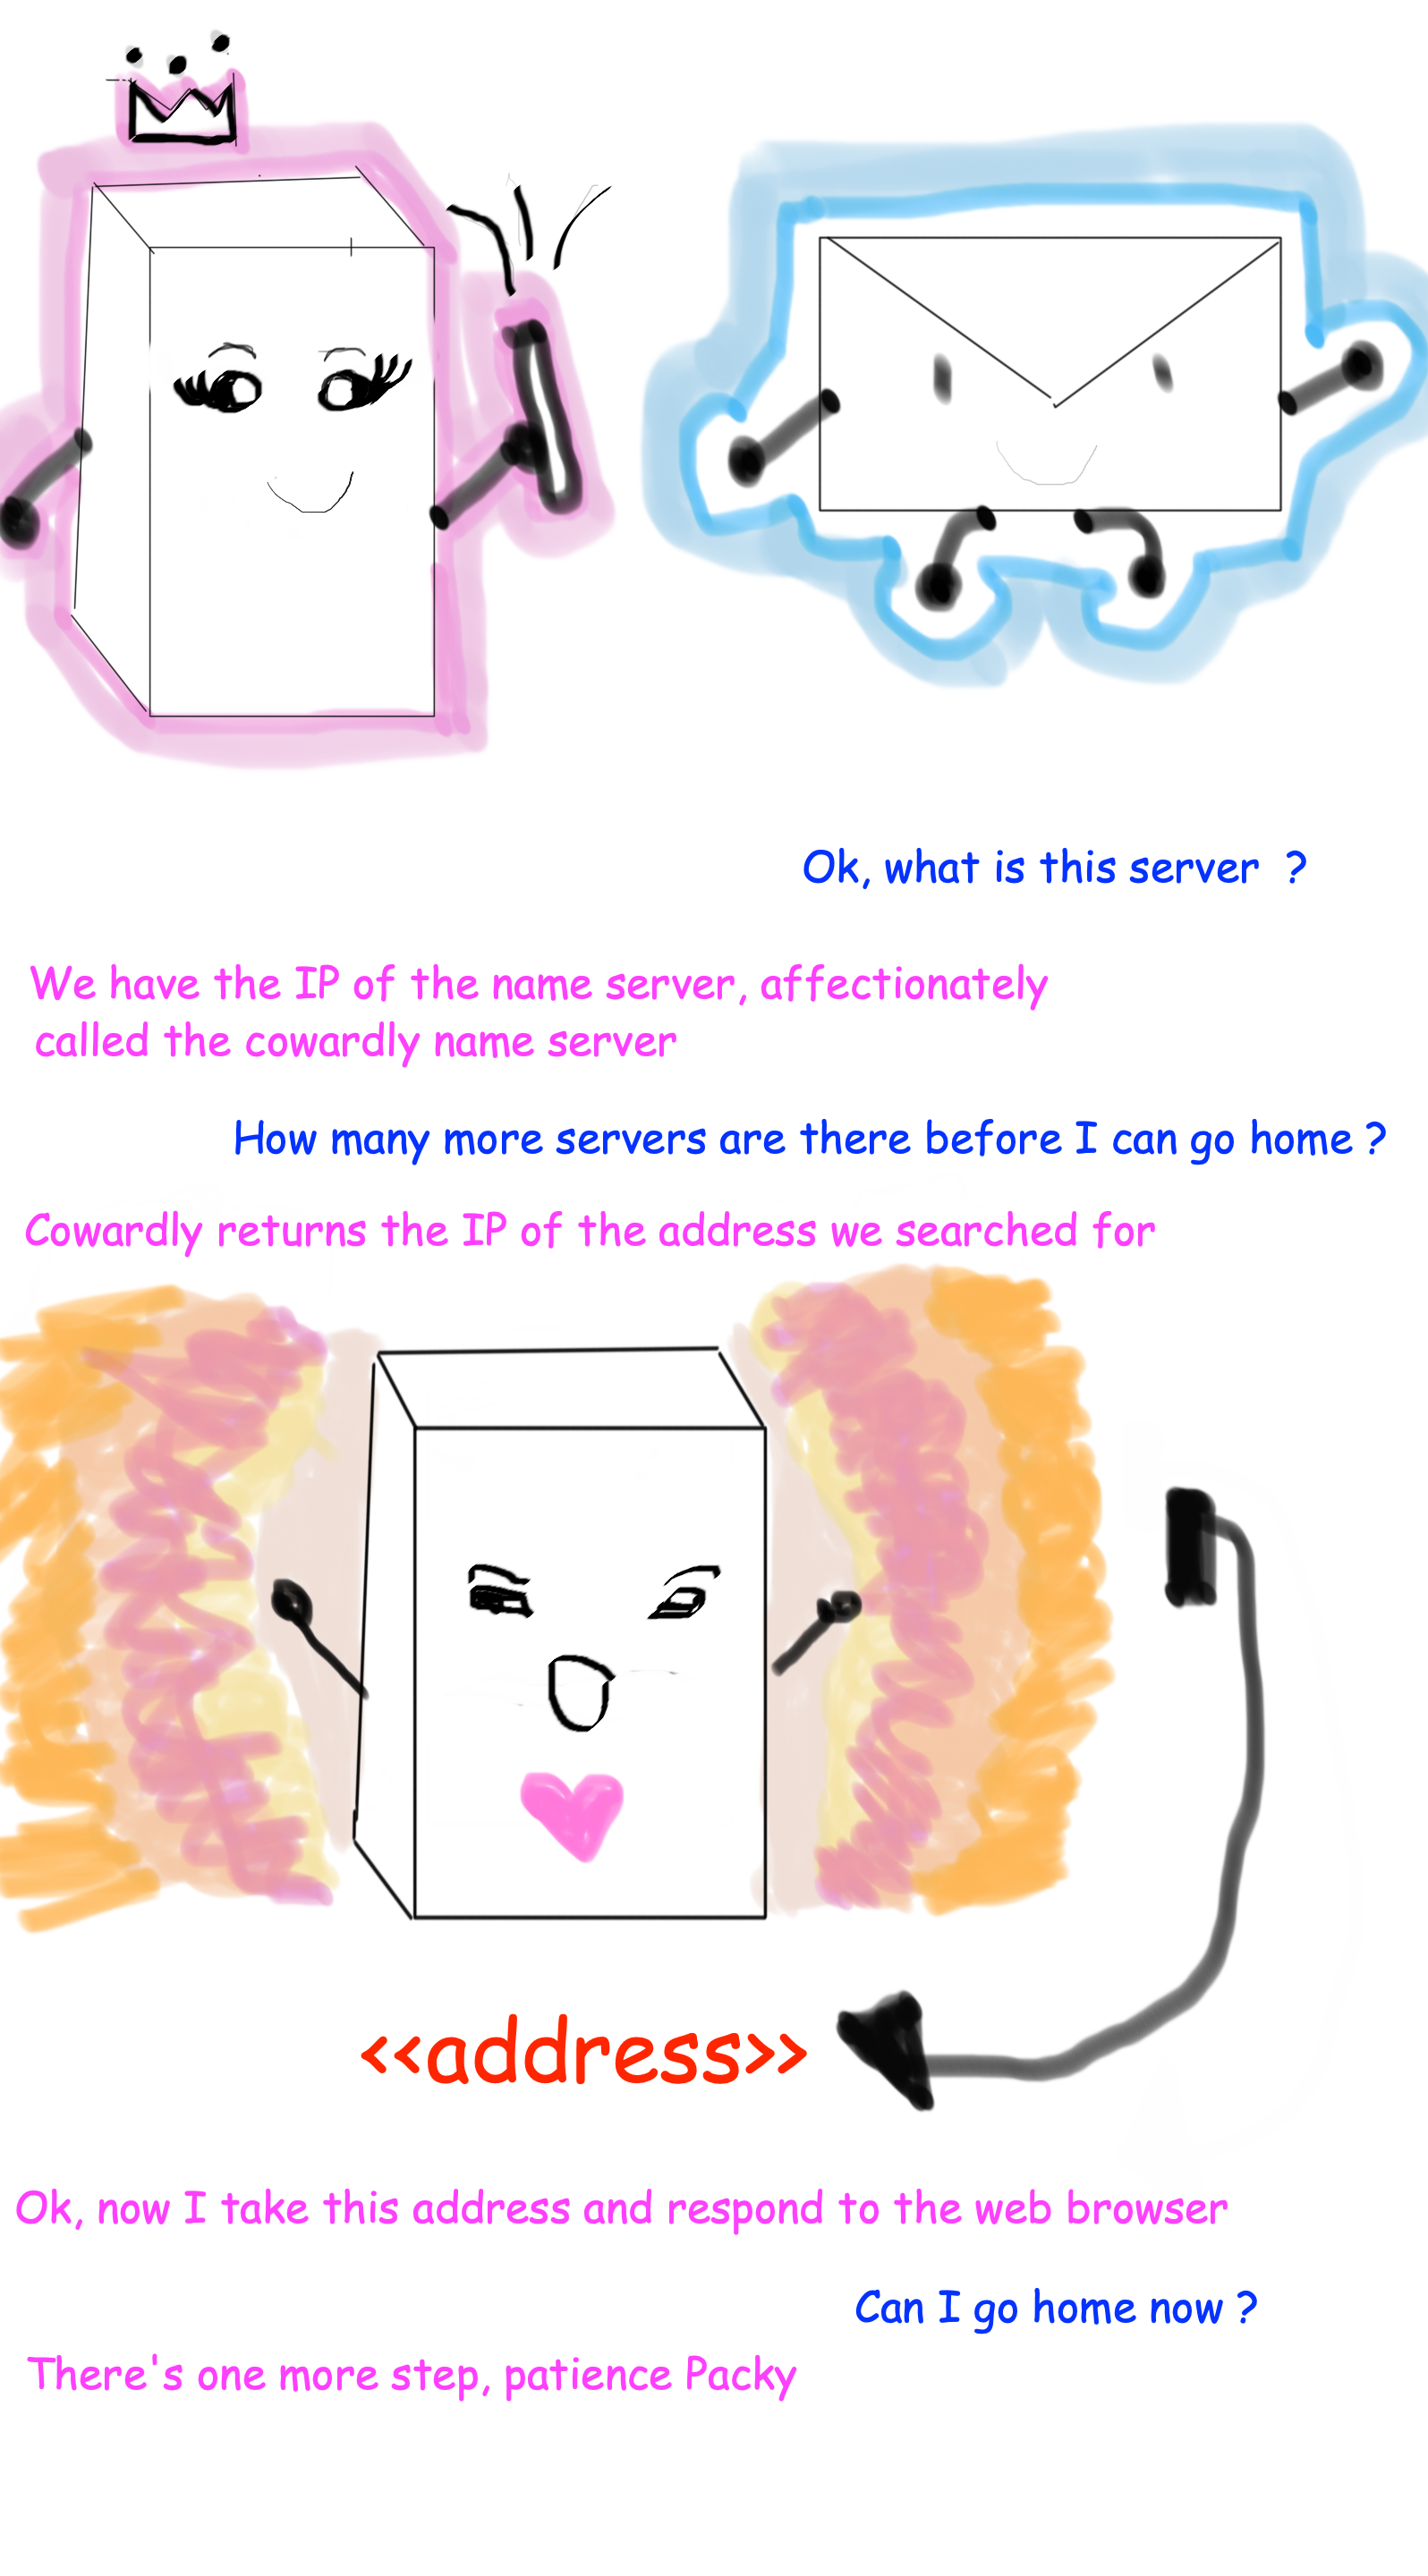 Ok, what is this server  ?
We have the IP of the name server, affectionately
called the cowardly name server
How many more servers are there before I can go home ?
Cowardly returns the IP of the address we searched for
<<address>>
Ok, now I take this address and respond to the web browser
Can I go home now ?
There's one more step, patience Packy